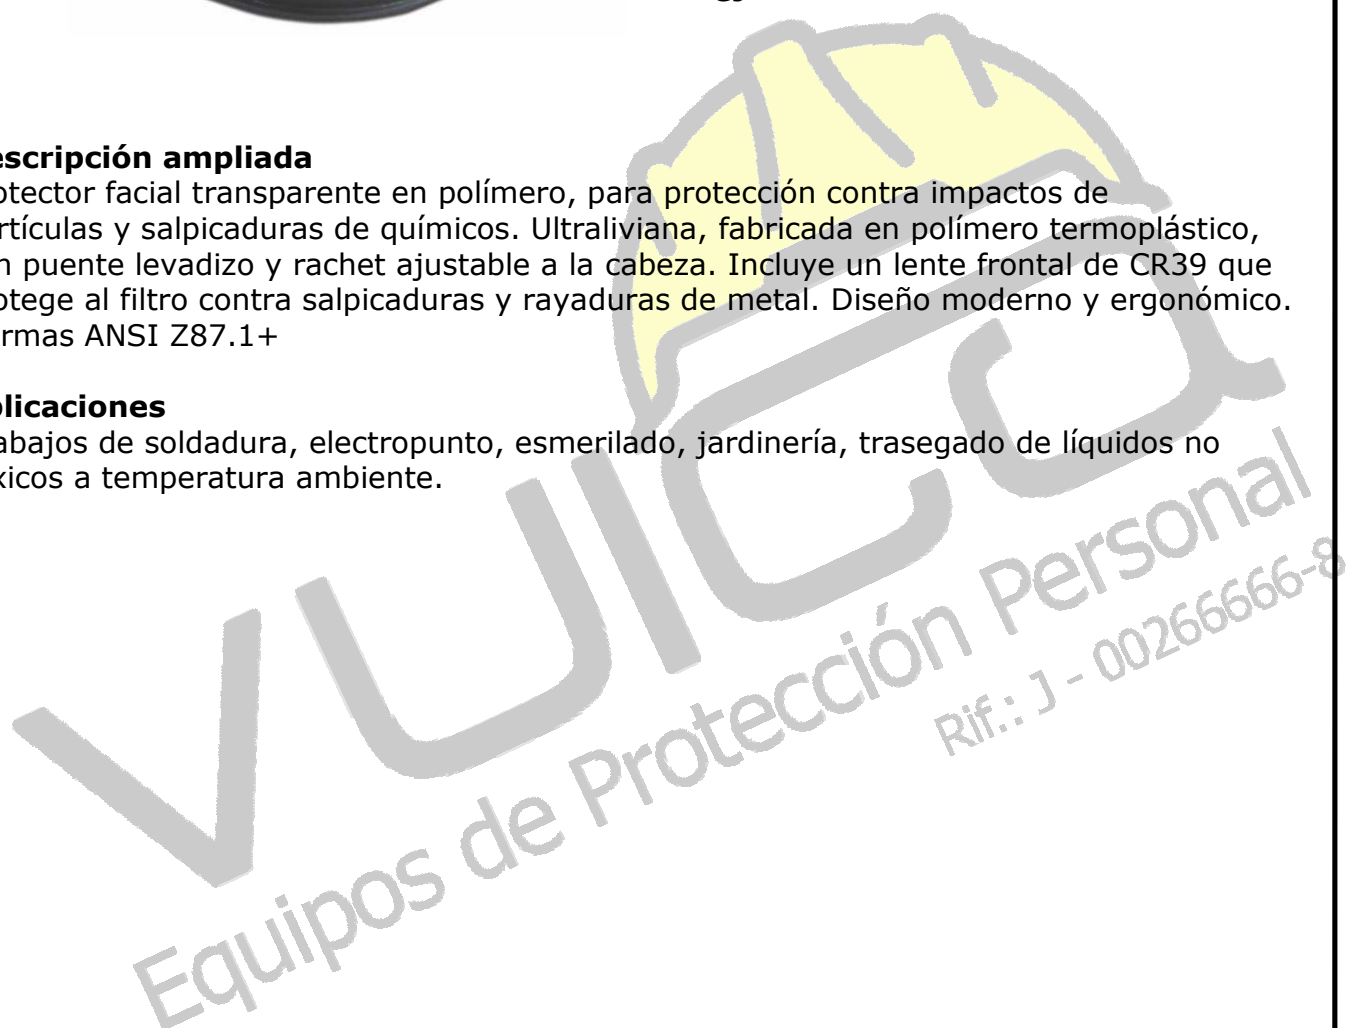 escripción ampliada
otector facial transparente en polímero, para protección contra impactos de
rtículas y salpicaduras de químicos. Ultraliviana, fabricada en polímero termoplástico,
n puente levadizo y rachet ajustable a la cabeza. Incluye un lente frontal de CR39 que
otege al filtro contra salpicaduras y rayaduras de metal. Diseño moderno y ergonómico.
rmas ANSI Z87.1+
plicaciones
abajos de soldadura, electropunto, esmerilado, jardinería, trasegado de líquidos no
xicos a temperatura ambiente.
VUICA
Equipos de Protección Personal
Rif.: J - 00266666-8